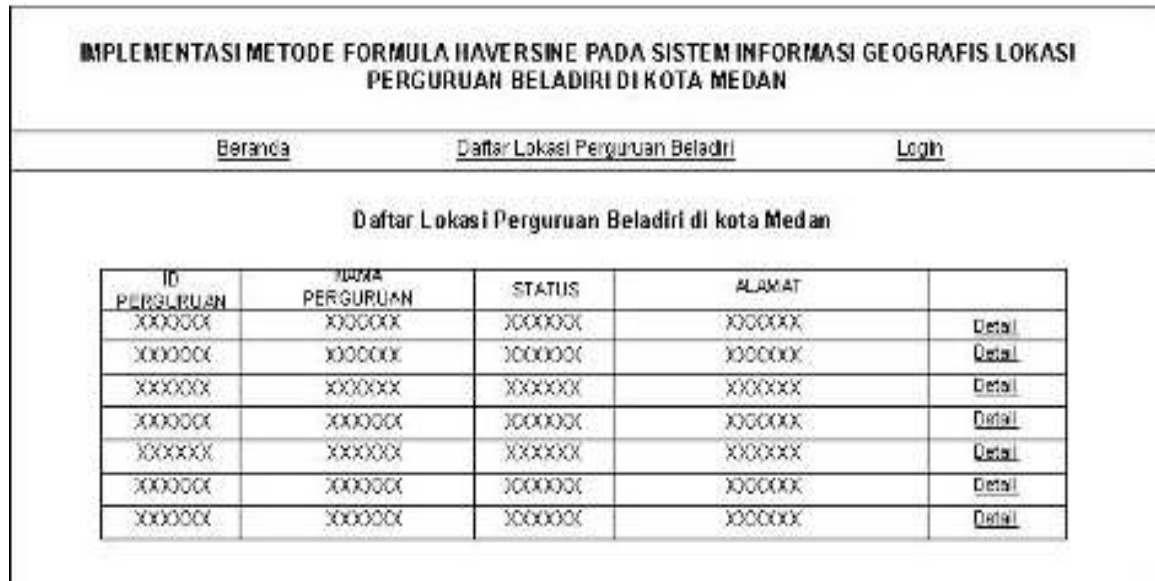 IMPLEMENTASI METODE FORMULA HAVERSINE PADA SISTEM INFORMASI GEOGRAFIS LOKASI
PERGURUAN BELADIRI DI KOTA MEDAN
Beranda Daftar Lokasi Perguruan Beladiri Login
Daftar Lokasi Perguruan Beladiri di kota Medan
ID PERGURUAN NAMA PERGURUAN STATUS ALAMAT
XXXXXX XXXXXX XXXXXX XXXXXX Detail
XXXXXX XXXXXX XXXXXX XXXXXX Detail
XXXXXX XXXXXX XXXXXX XXXXXX Detail
XXXXXX XXXXXX XXXXXX XXXXXX Detail
XXXXXX XXXXXX XXXXXX XXXXXX Detail
XXXXXX XXXXXX XXXXXX XXXXXX Detail
XXXXXX XXXXXX XXXXXX XXXXXX Detail